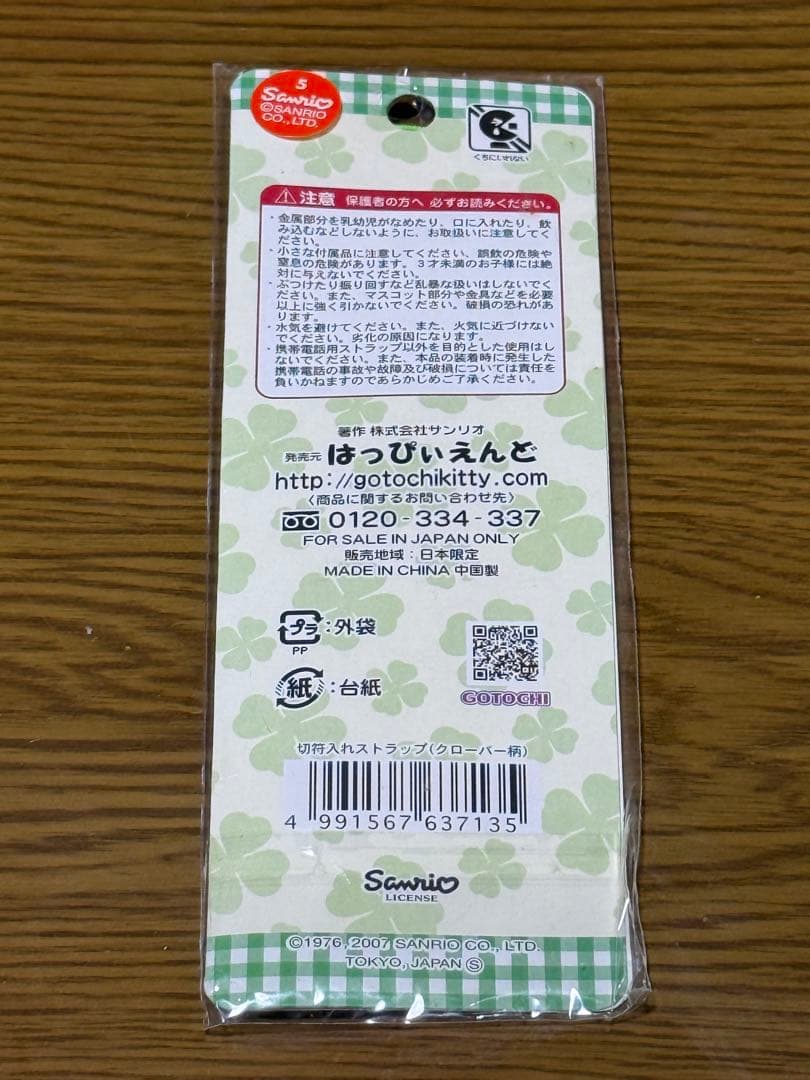 5
Sanrio
©SANRIO
CO., LTD.
くちにいれない
注意 保護者の方へ 必ずお読みください。
・金属部分を乳幼児がなめたり、口に入れたり、飲
み込むなどしないように、お取扱いに注意してく
ださい。
・小さな付属品に注意してください、誤飲の危険や
窒息の危険があります。3才未満のお子様には絶
対に与えないでください。
・ぶつけたり振り回すなど乱暴な扱いはしないでく
ださい。また、マスコット部分や金具などを必要
以上に強く引かないでください。破損の恐れがあ
ります。
・水気を避けてください。また、火気に近づけない
でください。劣化の原因になります。
・携帯電話用ストラップ以外を目的とした使用はし
ないでください。また、本品の装着時に発生した
携帯電話の事故や故障及び破損については責任を
負いかねますのであらかじめご了承ください。
著作 株式会社サンリオ
発売元 はっぴぃえんど
http://gotochikitty.com
〈商品に関するお問い合わせ先〉
0120-334-337
FOR SALE IN JAPAN ONLY
販売地域:日本限定
MADE IN CHINA 中国製
プラ:外袋
PP
紙:台紙
GOTOCHI
切符入れストラップ(クローバー柄)
4 991567 637135
Sanrio
LICENSE
©1976, 2007 SANRIO CO., LTD.
TOKYO, JAPAN Ⓢ